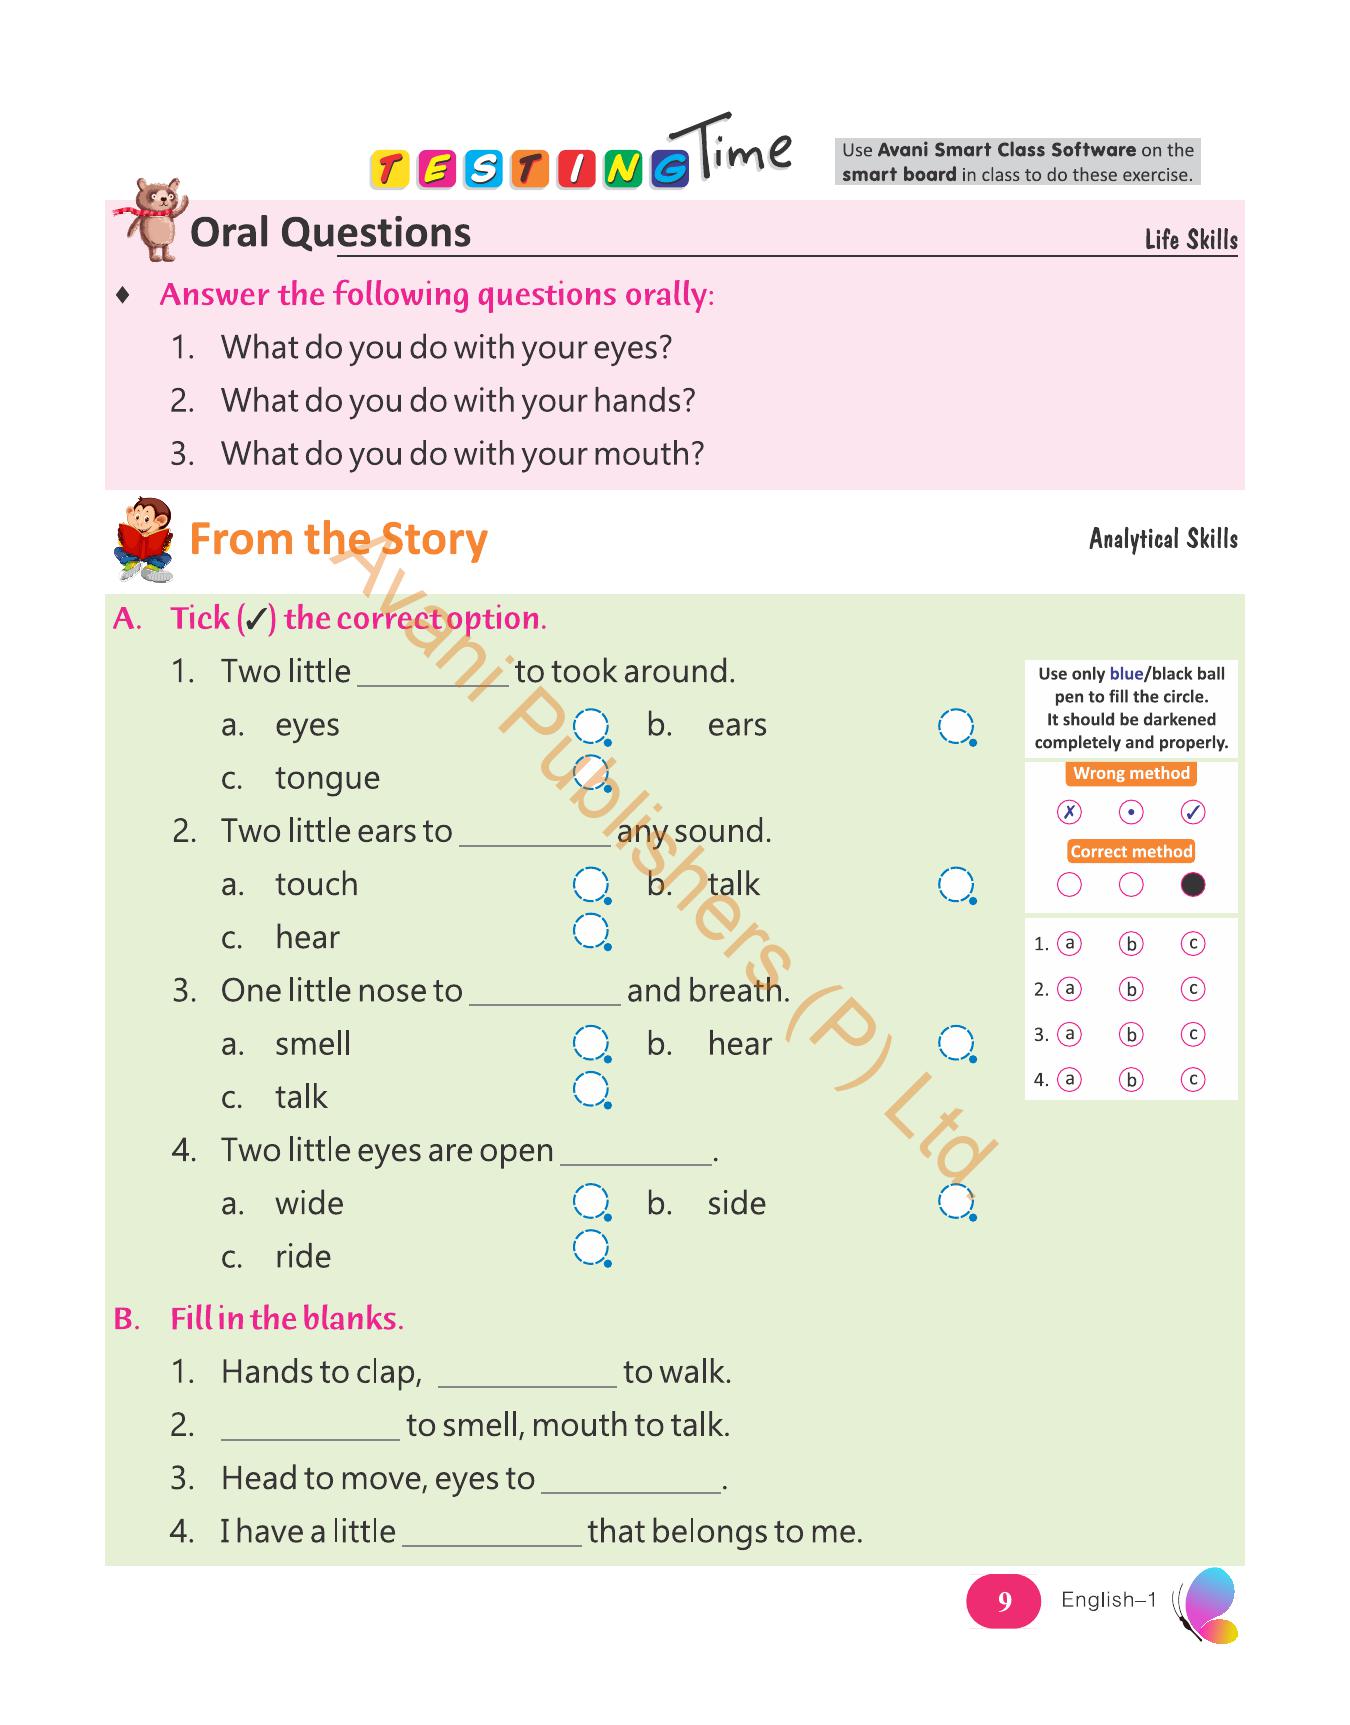 TESTING Time
Use Avani Smart Class Software on the
smart board in class to do these exercise.
Oral Questions
Life Skills
♦ Answer the following questions orally:
1. What do you do with your eyes?
2. What do you do with your hands?
3. What do you do with your mouth?
From the Story
Analytical Skills
A. Tick (✓) the correct option.
1. Two little __________ to took around.
a. eyes b. ears
c. tongue
2. Two little ears to __________ any sound.
a. touch b. talk
c. hear
3. One little nose to __________ and breath.
a. smell b. hear
c. talk
4. Two little eyes are open __________.
a. wide b. side
c. ride
Use only blue/black ball
pen to fill the circle.
It should be darkened
completely and properly.
Wrong method
✗ • ✓
Correct method
1. a b c
2. a b c
3. a b c
4. a b c
B. Fill in the blanks.
1. Hands to clap, ____________ to walk.
2. ____________ to smell, mouth to talk.
3. Head to move, eyes to ____________.
4. I have a little ____________ that belongs to me.
9
English–1
Avani Publishers (P) Ltd